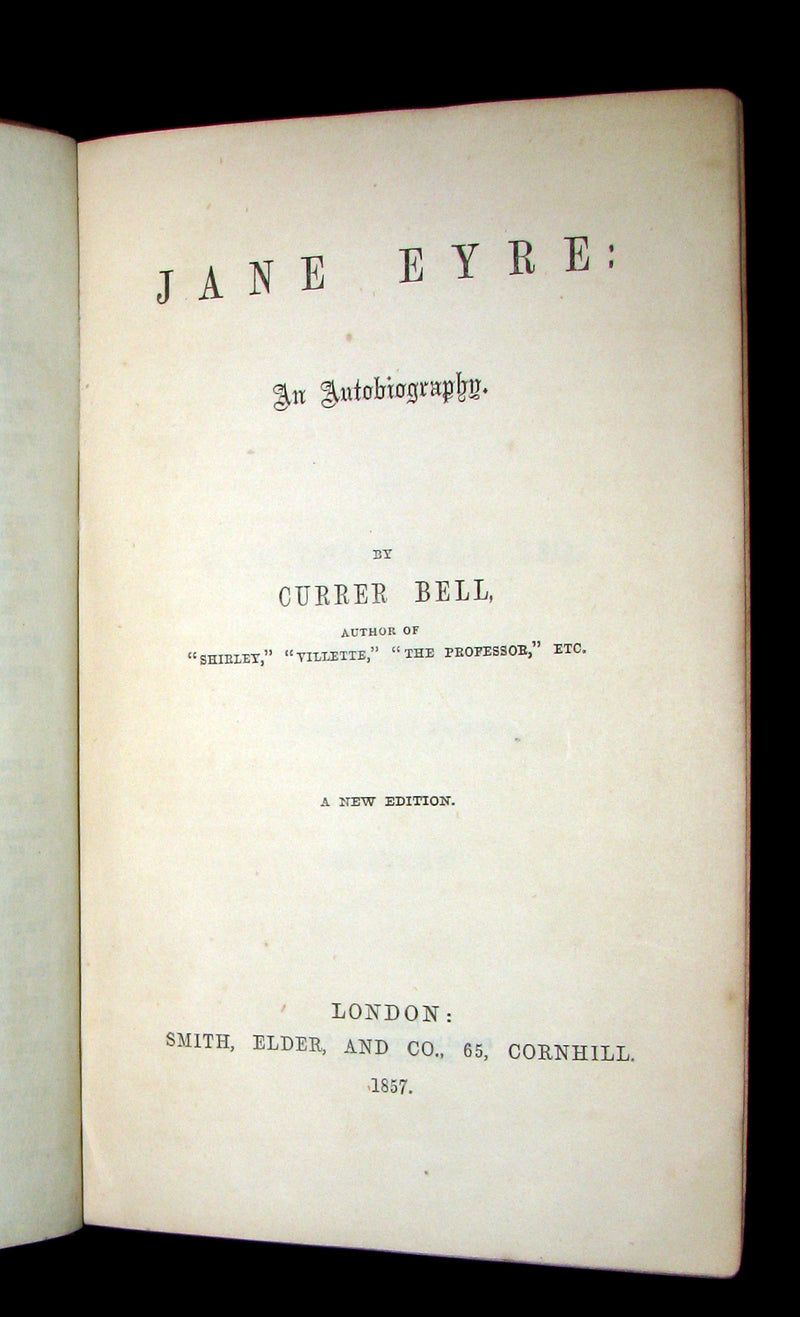 JANE EYRE:
An Autobiography.
BY
CURRER BELL,
AUTHOR OF
"SHIRLEY," "VILLETTE," "THE PROFESSOR," ETC.
A NEW EDITION.
LONDON:
SMITH, ELDER, AND CO., 65, CORNHILL.
1857.